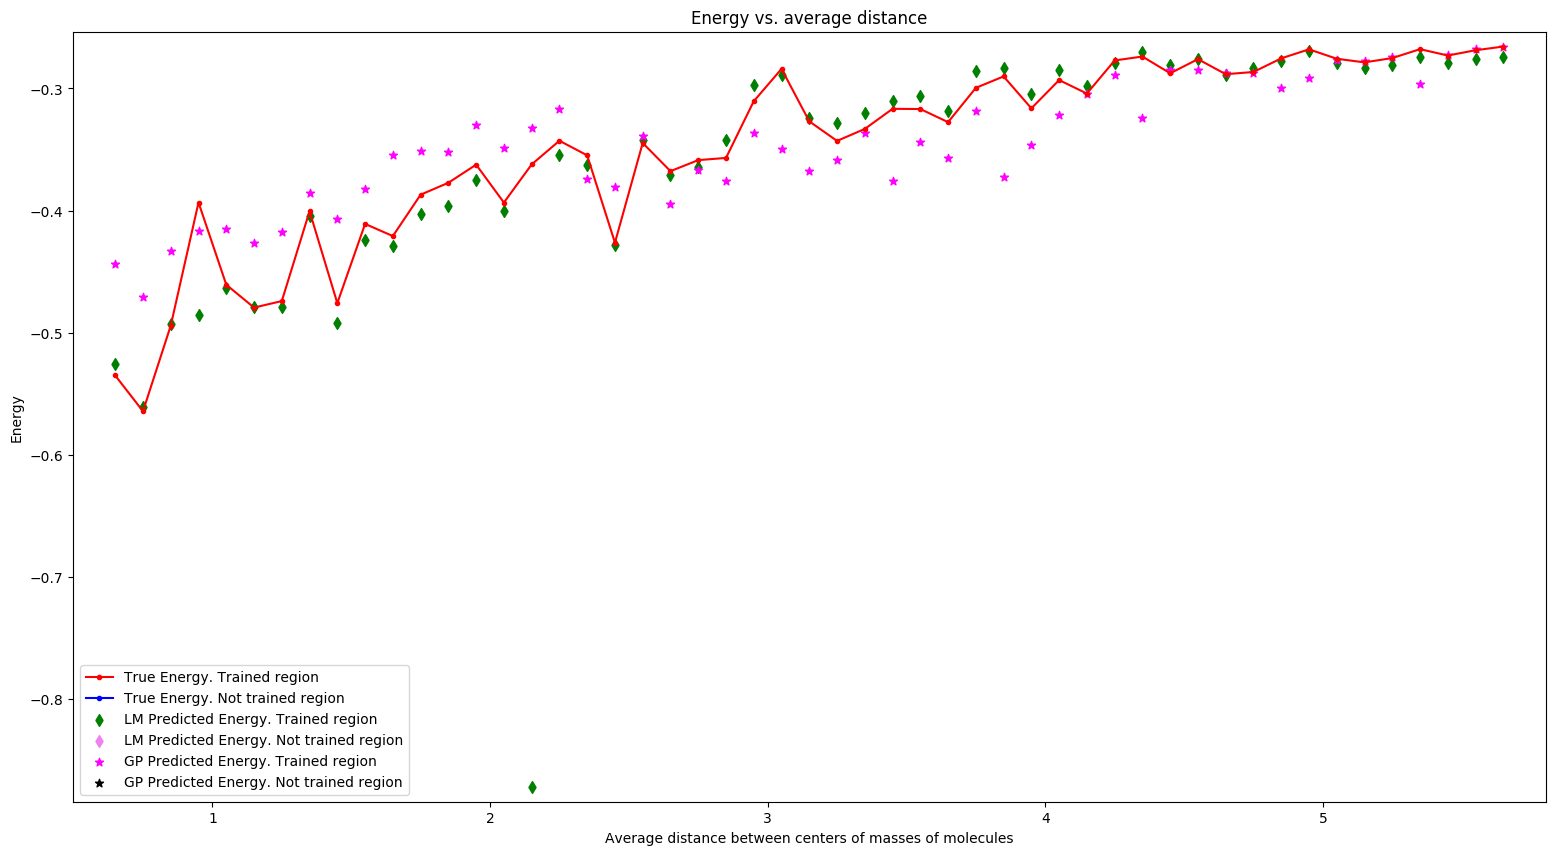 Energy vs. average distance
Energy
−0.3
−0.4
−0.5
−0.6
−0.7
−0.8
True Energy. Trained region
True Energy. Not trained region
LM Predicted Energy. Trained region
LM Predicted Energy. Not trained region
GP Predicted Energy. Trained region
GP Predicted Energy. Not trained region
1 2 3 4 5
Average distance between centers of masses of molecules